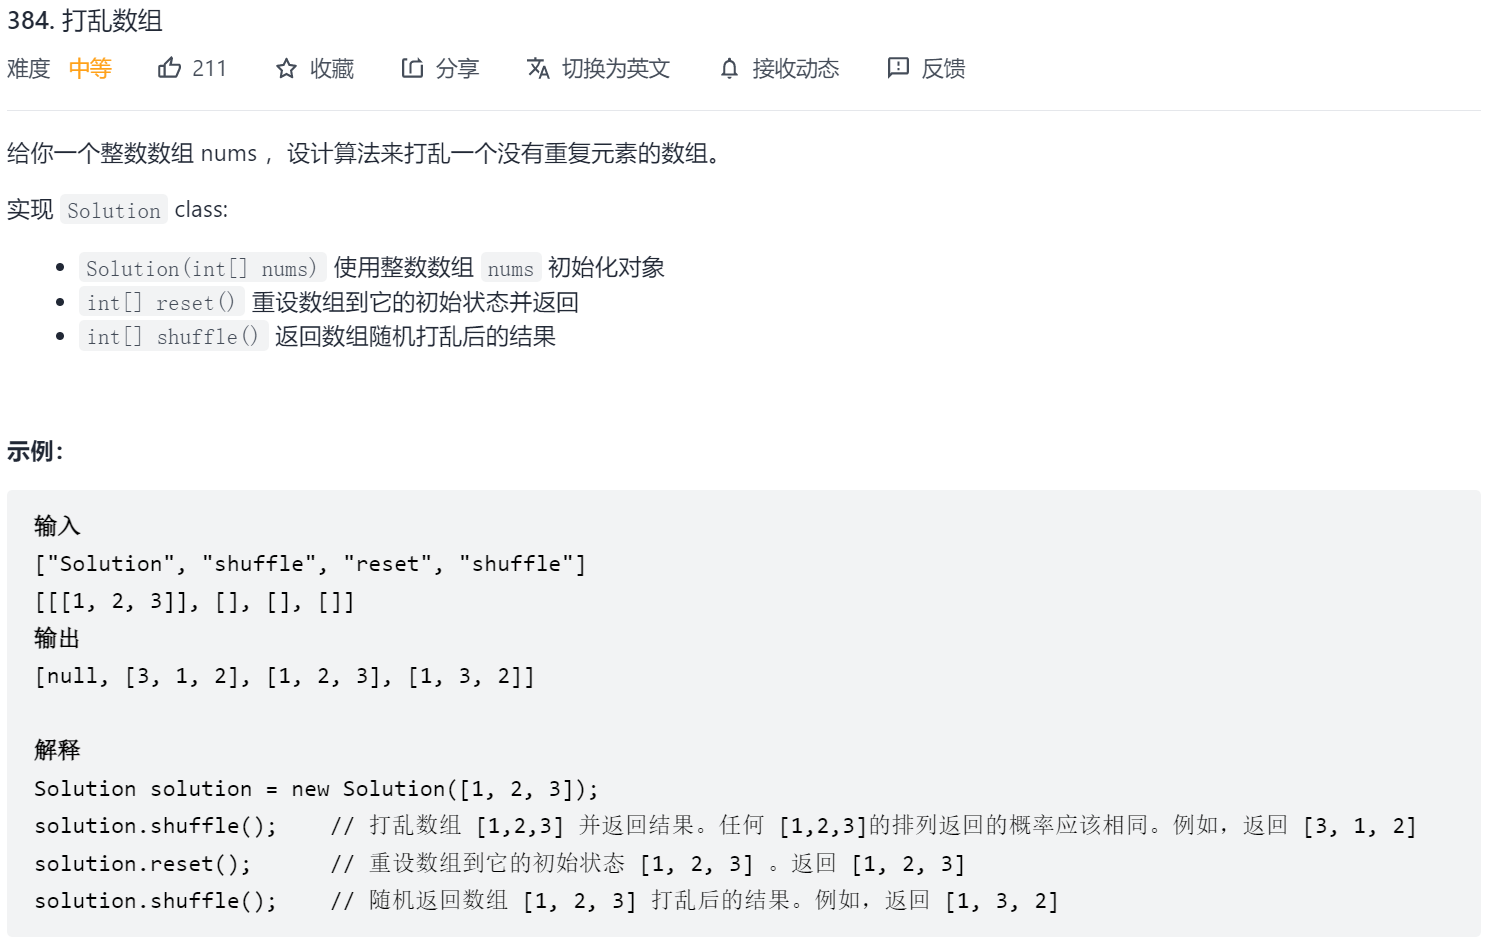 384. 打乱数组
难度 中等 211 收藏 分享 切换为英文 接收动态 反馈
给你一个整数数组 nums ，设计算法来打乱一个没有重复元素的数组。
实现 Solution class:
Solution(int[] nums) 使用整数数组 nums 初始化对象
int[] reset() 重设数组到它的初始状态并返回
int[] shuffle() 返回数组随机打乱后的结果
示例：
输入
["Solution", "shuffle", "reset", "shuffle"]
[[[1, 2, 3]], [], [], []]
输出
[null, [3, 1, 2], [1, 2, 3], [1, 3, 2]]
解释
Solution solution = new Solution([1, 2, 3]);
solution.shuffle();    // 打乱数组 [1,2,3] 并返回结果。任何 [1,2,3]的排列返回的概率应该相同。例如，返回 [3, 1, 2]
solution.reset();      // 重设数组到它的初始状态 [1, 2, 3] 。返回 [1, 2, 3]
solution.shuffle();    // 随机返回数组 [1, 2, 3] 打乱后的结果。例如，返回 [1, 3, 2]